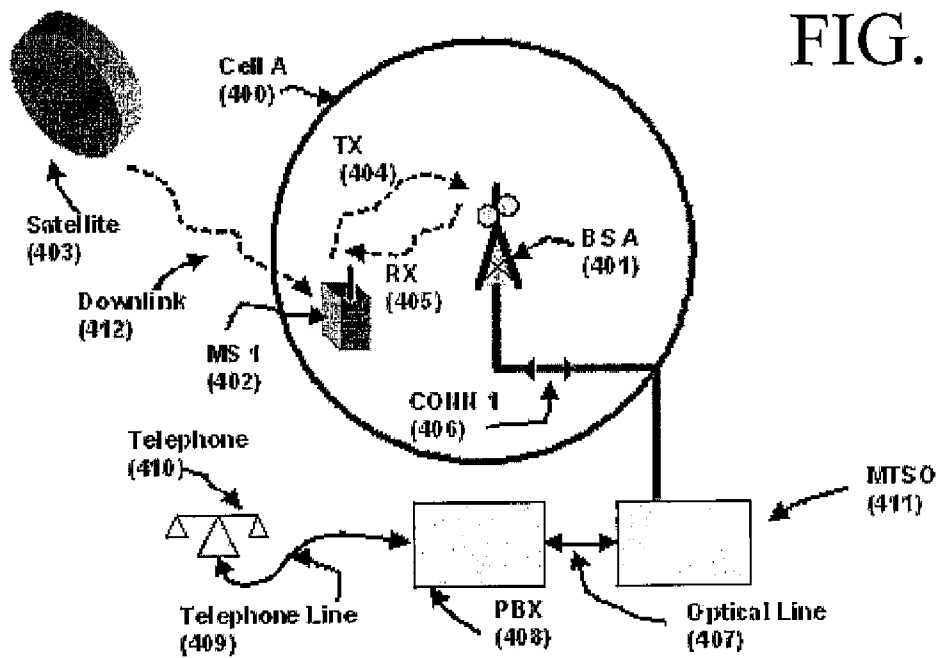 FIG.
Cell A
(400)
TX
(404)
Satellite
(403)
BS A
(401)
RX
(405)
Downlink
(412)
MS 1
(402)
CONN 1
(406)
Telephone
(410)
MTSO
(411)
Telephone Line
(409)
PBX
(408)
Optical Line
(407)